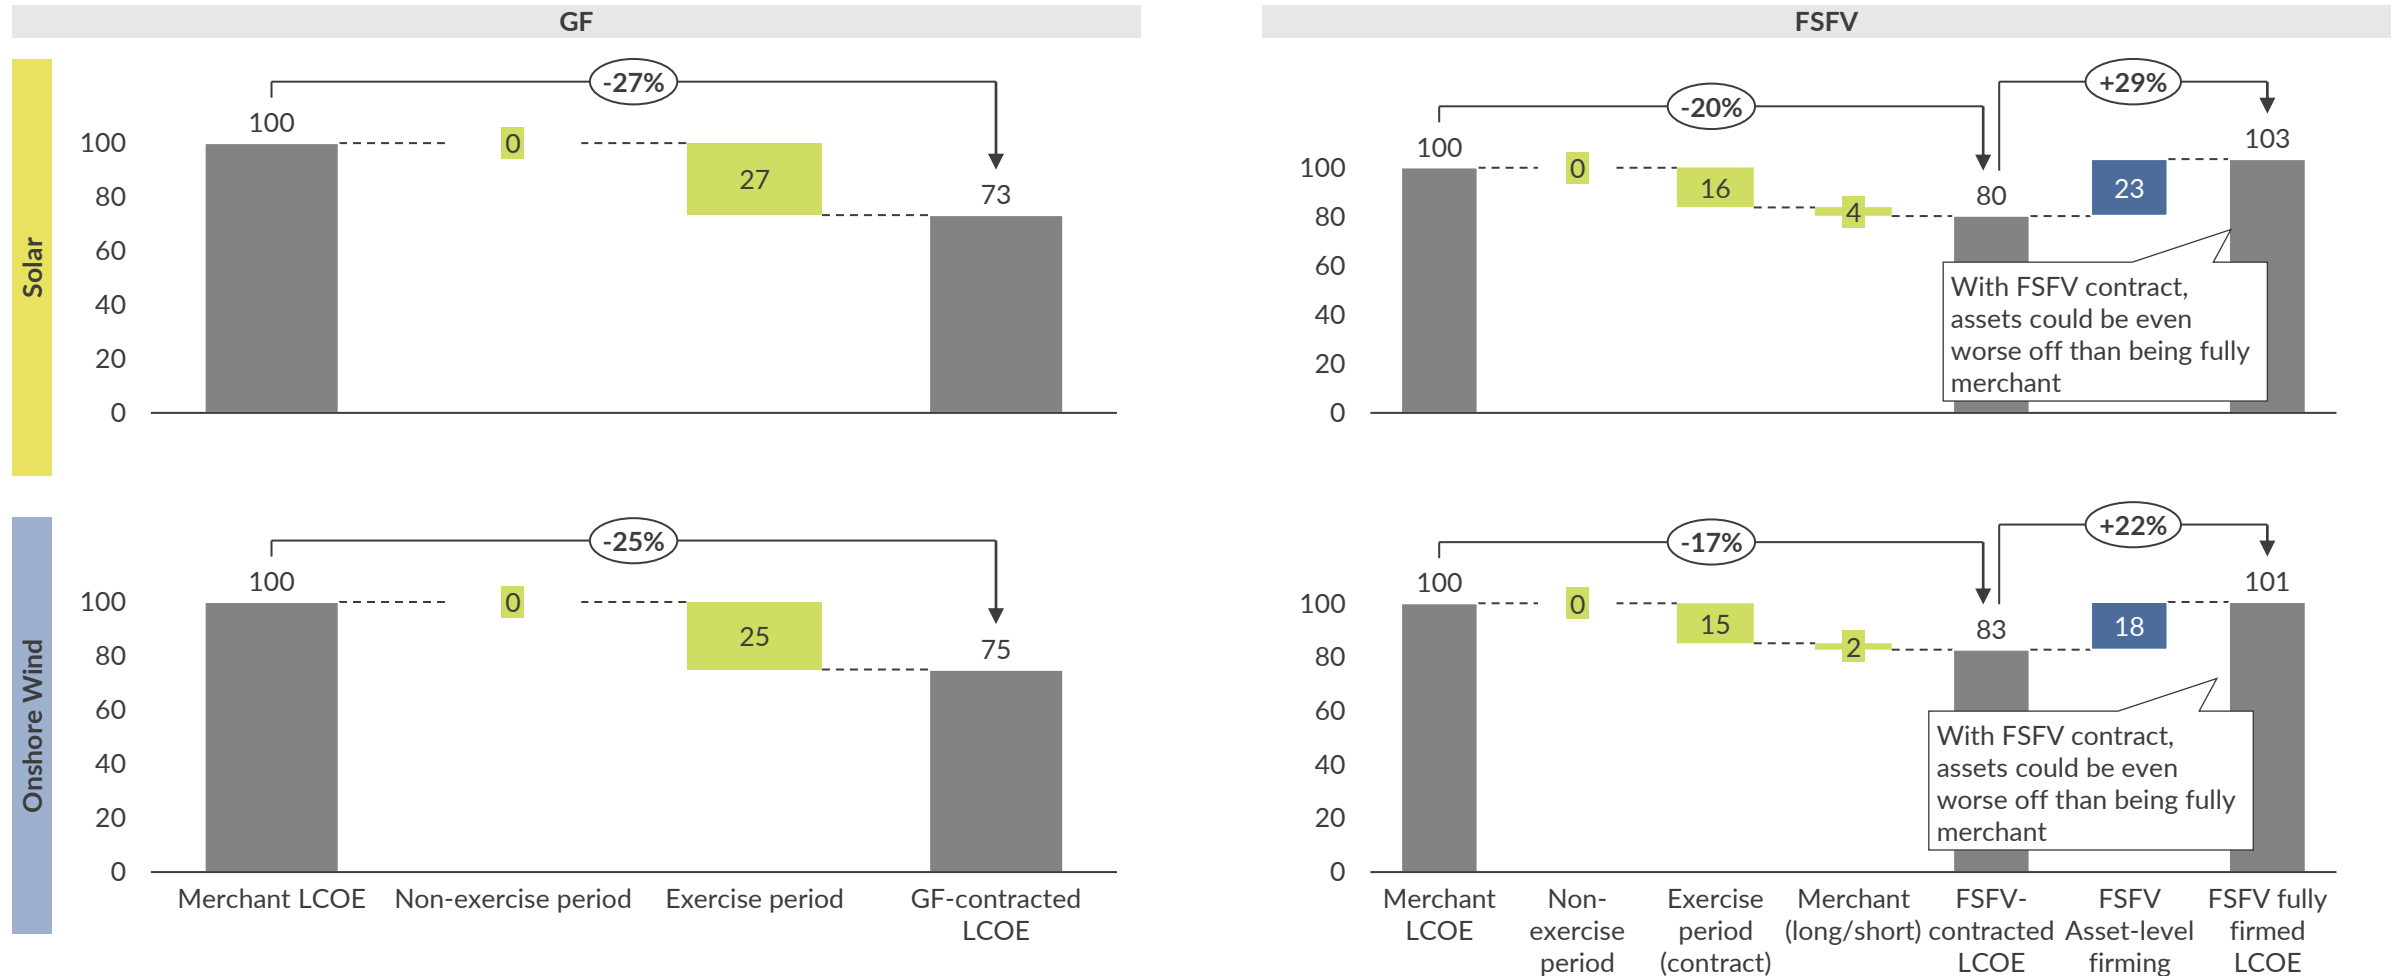 GF
FSFV
Solar
-27%
100
0
27
73
100
80
60
40
20
0
-20%
+29%
100
0
16
4
80
23
103
100
80
60
40
20
0
With FSFV contract,
assets could be even
worse off than being fully
merchant
Onshore Wind
-25%
100
0
25
75
100
80
60
40
20
0
Merchant LCOE
Non-exercise period
Exercise period
GF-contracted
LCOE
-17%
+22%
100
0
15
2
83
18
101
100
80
60
40
20
0
With FSFV contract,
assets could be even
worse off than being fully
merchant
Merchant
LCOE
Non-
exercise
period
Exercise
period
(contract)
Merchant
(long/short)
FSFV-
contracted
LCOE
FSFV
Asset-level
firming
FSFV fully
firmed
LCOE